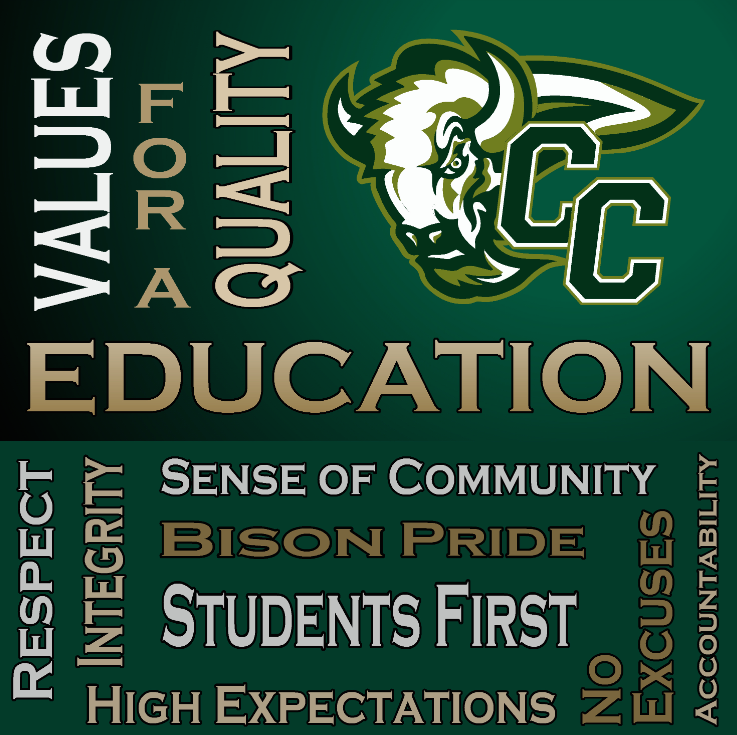 VALUES
FOR A
QUALITY
CC
EDUCATION
RESPECT
INTEGRITY
SENSE OF COMMUNITY
BISON PRIDE
STUDENTS FIRST
HIGH EXPECTATIONS
NO
EXCUSES
ACCOUNTABILITY